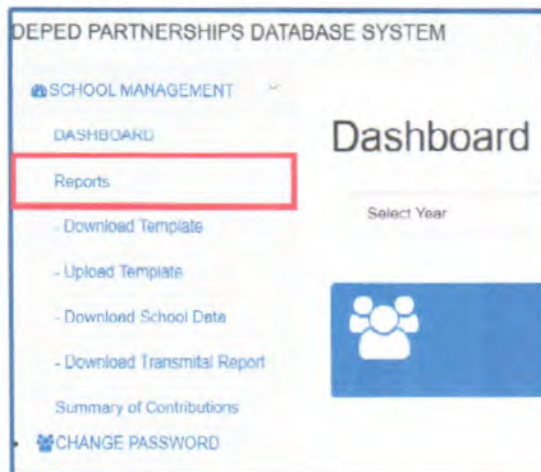 DEPED PARTNERSHIPS DATABASE SYSTEM
SCHOOL MANAGEMENT
DASHBOARD
Reports
- Download Template
- Upload Template
- Download School Data
- Download Transmital Report
Summary of Contributions
CHANGE PASSWORD
Dashboard
Select Year